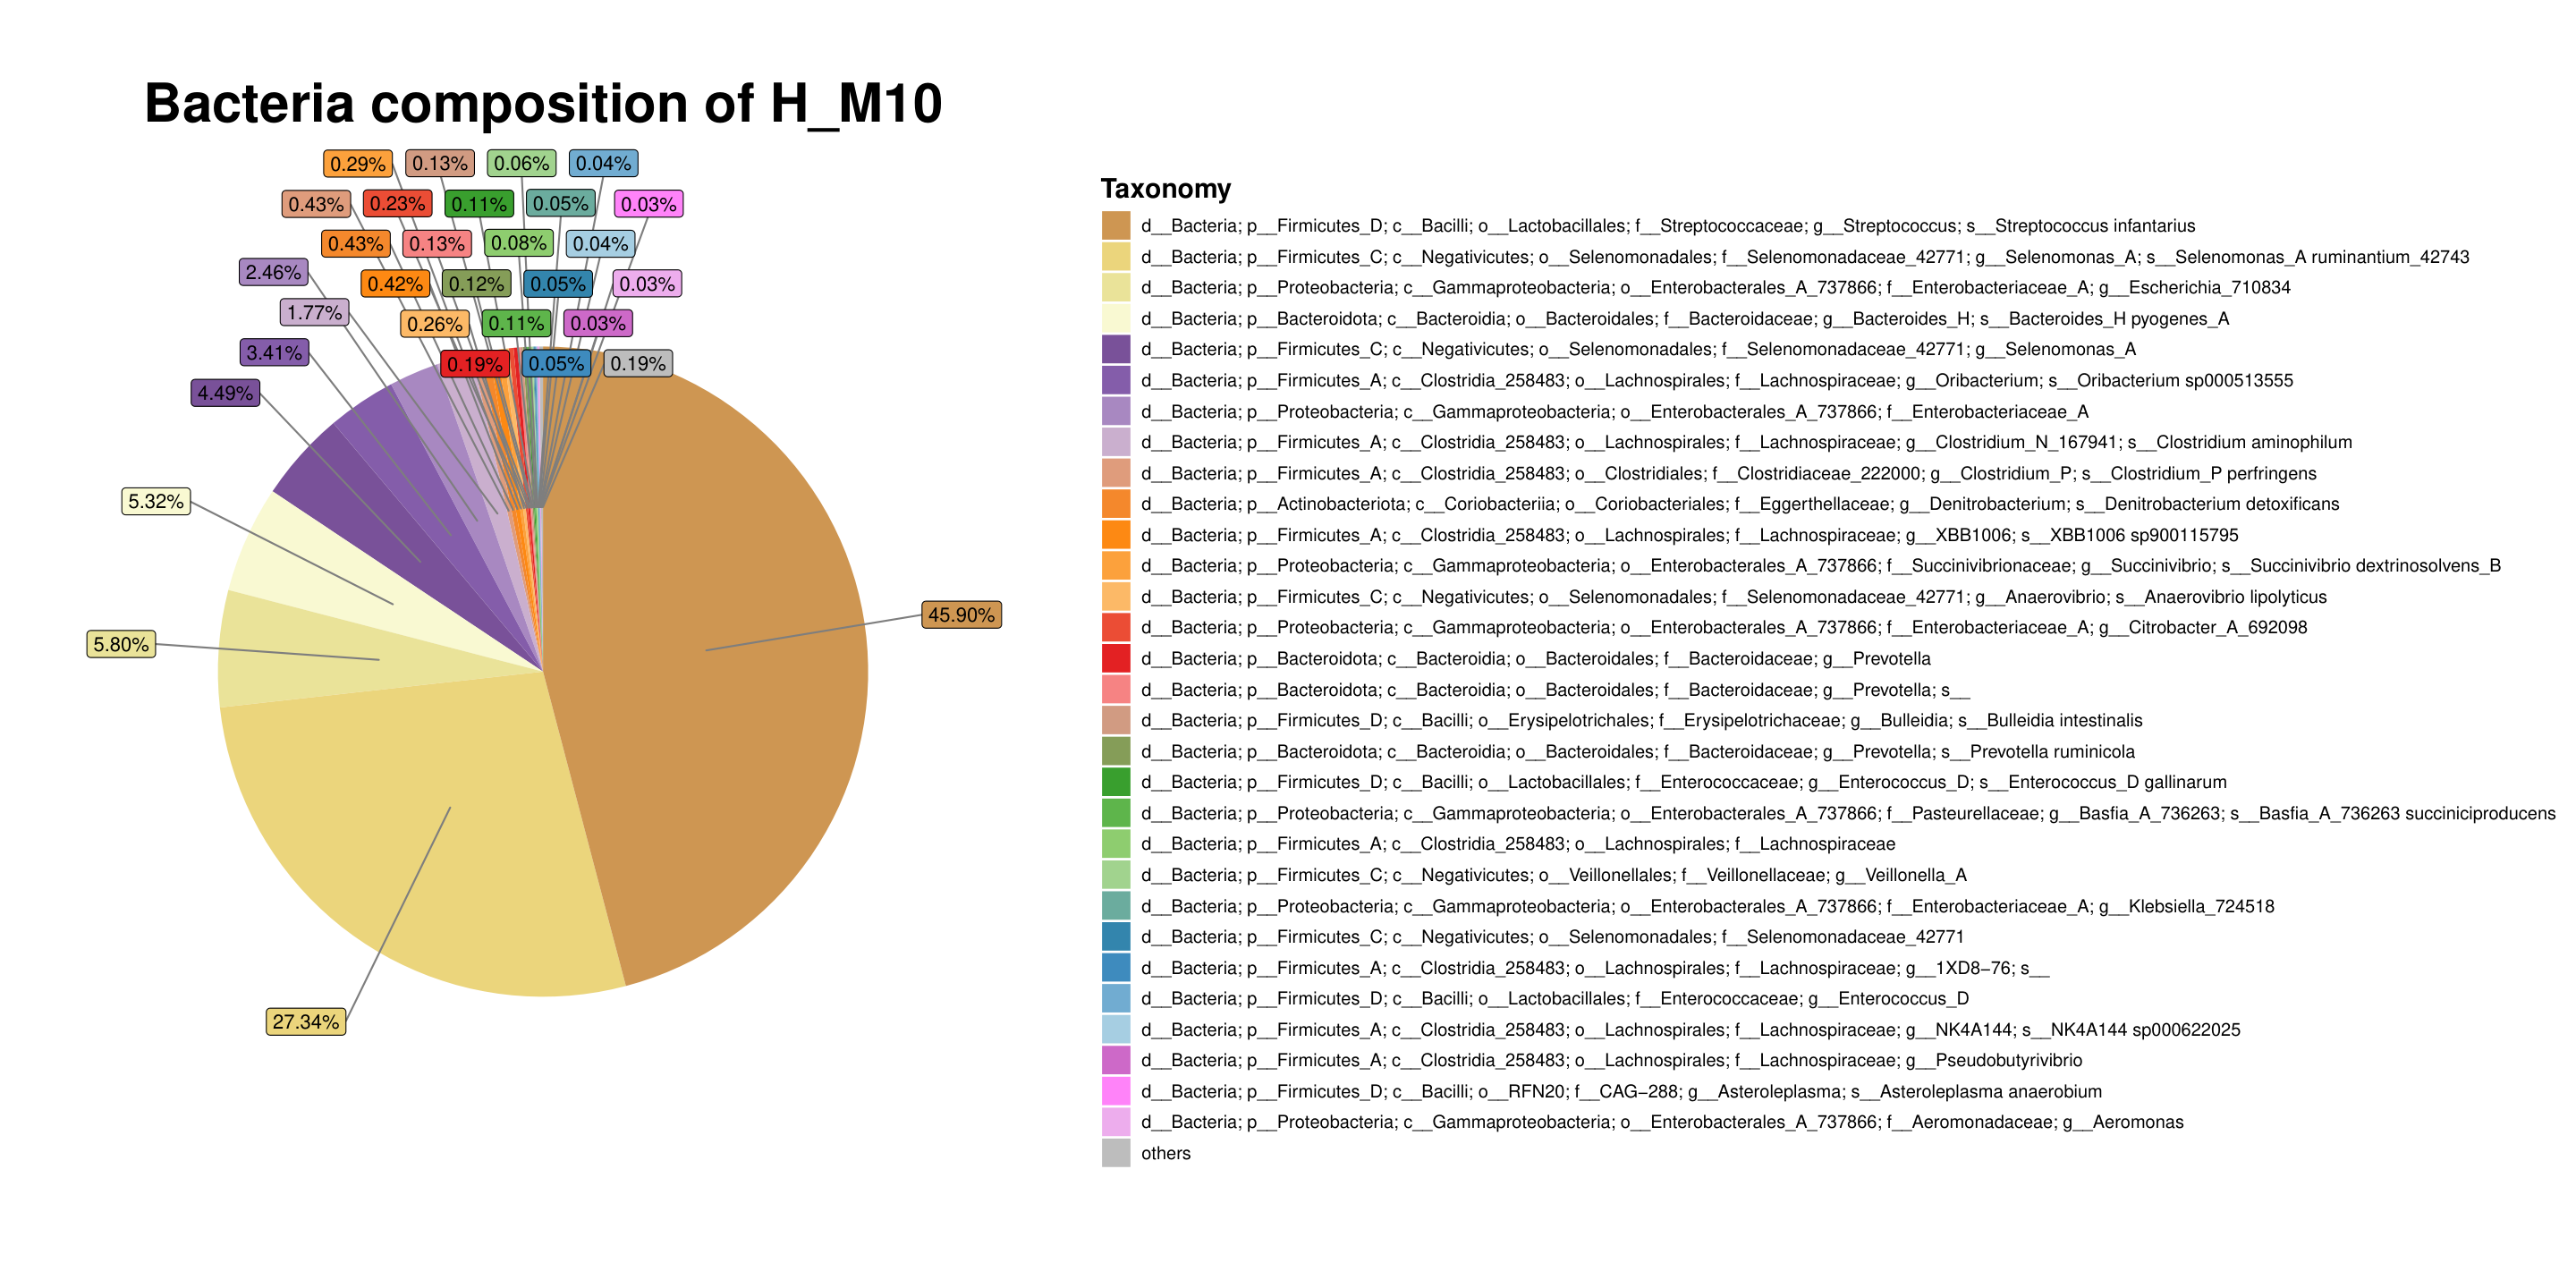 Bacteria composition of H_M10
0.29% 0.13% 0.06% 0.04%
0.43% 0.23% 0.11% 0.05% 0.03%
0.43% 0.13% 0.08% 0.04%
2.46%
0.42% 0.12% 0.05% 0.03%
1.77%
0.26% 0.11% 0.03%
3.41%
0.19% 0.05% 0.19%
4.49%
5.32%
45.90%
5.80%
27.34%
Taxonomy
d__Bacteria; p__Firmicutes_D; c__Bacilli; o__Lactobacillales; f__Streptococcaceae; g__Streptococcus; s__Streptococcus infantarius
d__Bacteria; p__Firmicutes_C; c__Negativicutes; o__Selenomonadales; f__Selenomonadaceae_42771; g__Selenomonas_A; s__Selenomonas_A ruminantium_42743
d__Bacteria; p__Proteobacteria; c__Gammaproteobacteria; o__Enterobacterales_A_737866; f__Enterobacteriaceae_A; g__Escherichia_710834
d__Bacteria; p__Bacteroidota; c__Bacteroidia; o__Bacteroidales; f__Bacteroidaceae; g__Bacteroides_H; s__Bacteroides_H pyogenes_A
d__Bacteria; p__Firmicutes_C; c__Negativicutes; o__Selenomonadales; f__Selenomonadaceae_42771; g__Selenomonas_A
d__Bacteria; p__Firmicutes_A; c__Clostridia_258483; o__Lachnospirales; f__Lachnospiraceae; g__Oribacterium; s__Oribacterium sp000513555
d__Bacteria; p__Proteobacteria; c__Gammaproteobacteria; o__Enterobacterales_A_737866; f__Enterobacteriaceae_A
d__Bacteria; p__Firmicutes_A; c__Clostridia_258483; o__Lachnospirales; f__Lachnospiraceae; g__Clostridium_N_167941; s__Clostridium aminophilum
d__Bacteria; p__Firmicutes_A; c__Clostridia_258483; o__Clostridiales; f__Clostridiaceae_222000; g__Clostridium_P; s__Clostridium_P perfringens
d__Bacteria; p__Actinobacteriota; c__Coriobacteriia; o__Coriobacteriales; f__Eggerthellaceae; g__Denitrobacterium; s__Denitrobacterium detoxificans
d__Bacteria; p__Firmicutes_A; c__Clostridia_258483; o__Lachnospirales; f__Lachnospiraceae; g__XBB1006; s__XBB1006 sp900115795
d__Bacteria; p__Proteobacteria; c__Gammaproteobacteria; o__Enterobacterales_A_737866; f__Succinivibrionaceae; g__Succinivibrio; s__Succinivibrio dextrinosolvens_B
d__Bacteria; p__Firmicutes_C; c__Negativicutes; o__Selenomonadales; f__Selenomonadaceae_42771; g__Anaerovibrio; s__Anaerovibrio lipolyticus
d__Bacteria; p__Proteobacteria; c__Gammaproteobacteria; o__Enterobacterales_A_737866; f__Enterobacteriaceae_A; g__Citrobacter_A_692098
d__Bacteria; p__Bacteroidota; c__Bacteroidia; o__Bacteroidales; f__Bacteroidaceae; g__Prevotella
d__Bacteria; p__Bacteroidota; c__Bacteroidia; o__Bacteroidales; f__Bacteroidaceae; g__Prevotella; s__
d__Bacteria; p__Firmicutes_D; c__Bacilli; o__Erysipelotrichales; f__Erysipelotrichaceae; g__Bulleidia; s__Bulleidia intestinalis
d__Bacteria; p__Bacteroidota; c__Bacteroidia; o__Bacteroidales; f__Bacteroidaceae; g__Prevotella; s__Prevotella ruminicola
d__Bacteria; p__Firmicutes_D; c__Bacilli; o__Lactobacillales; f__Enterococcaceae; g__Enterococcus_D; s__Enterococcus_D gallinarum
d__Bacteria; p__Proteobacteria; c__Gammaproteobacteria; o__Enterobacterales_A_737866; f__Pasteurellaceae; g__Basfia_A_736263; s__Basfia_A_736263 succiniciproducens
d__Bacteria; p__Firmicutes_A; c__Clostridia_258483; o__Lachnospirales; f__Lachnospiraceae
d__Bacteria; p__Firmicutes_C; c__Negativicutes; o__Veillonellales; f__Veillonellaceae; g__Veillonella_A
d__Bacteria; p__Proteobacteria; c__Gammaproteobacteria; o__Enterobacterales_A_737866; f__Enterobacteriaceae_A; g__Klebsiella_724518
d__Bacteria; p__Firmicutes_C; c__Negativicutes; o__Selenomonadales; f__Selenomonadaceae_42771
d__Bacteria; p__Firmicutes_A; c__Clostridia_258483; o__Lachnospirales; f__Lachnospiraceae; g__1XD8−76; s__
d__Bacteria; p__Firmicutes_D; c__Bacilli; o__Lactobacillales; f__Enterococcaceae; g__Enterococcus_D
d__Bacteria; p__Firmicutes_A; c__Clostridia_258483; o__Lachnospirales; f__Lachnospiraceae; g__NK4A144; s__NK4A144 sp000622025
d__Bacteria; p__Firmicutes_A; c__Clostridia_258483; o__Lachnospirales; f__Lachnospiraceae; g__Pseudobutyrivibrio
d__Bacteria; p__Firmicutes_D; c__Bacilli; o__RFN20; f__CAG−288; g__Asteroleplasma; s__Asteroleplasma anaerobium
d__Bacteria; p__Proteobacteria; c__Gammaproteobacteria; o__Enterobacterales_A_737866; f__Aeromonadaceae; g__Aeromonas
others